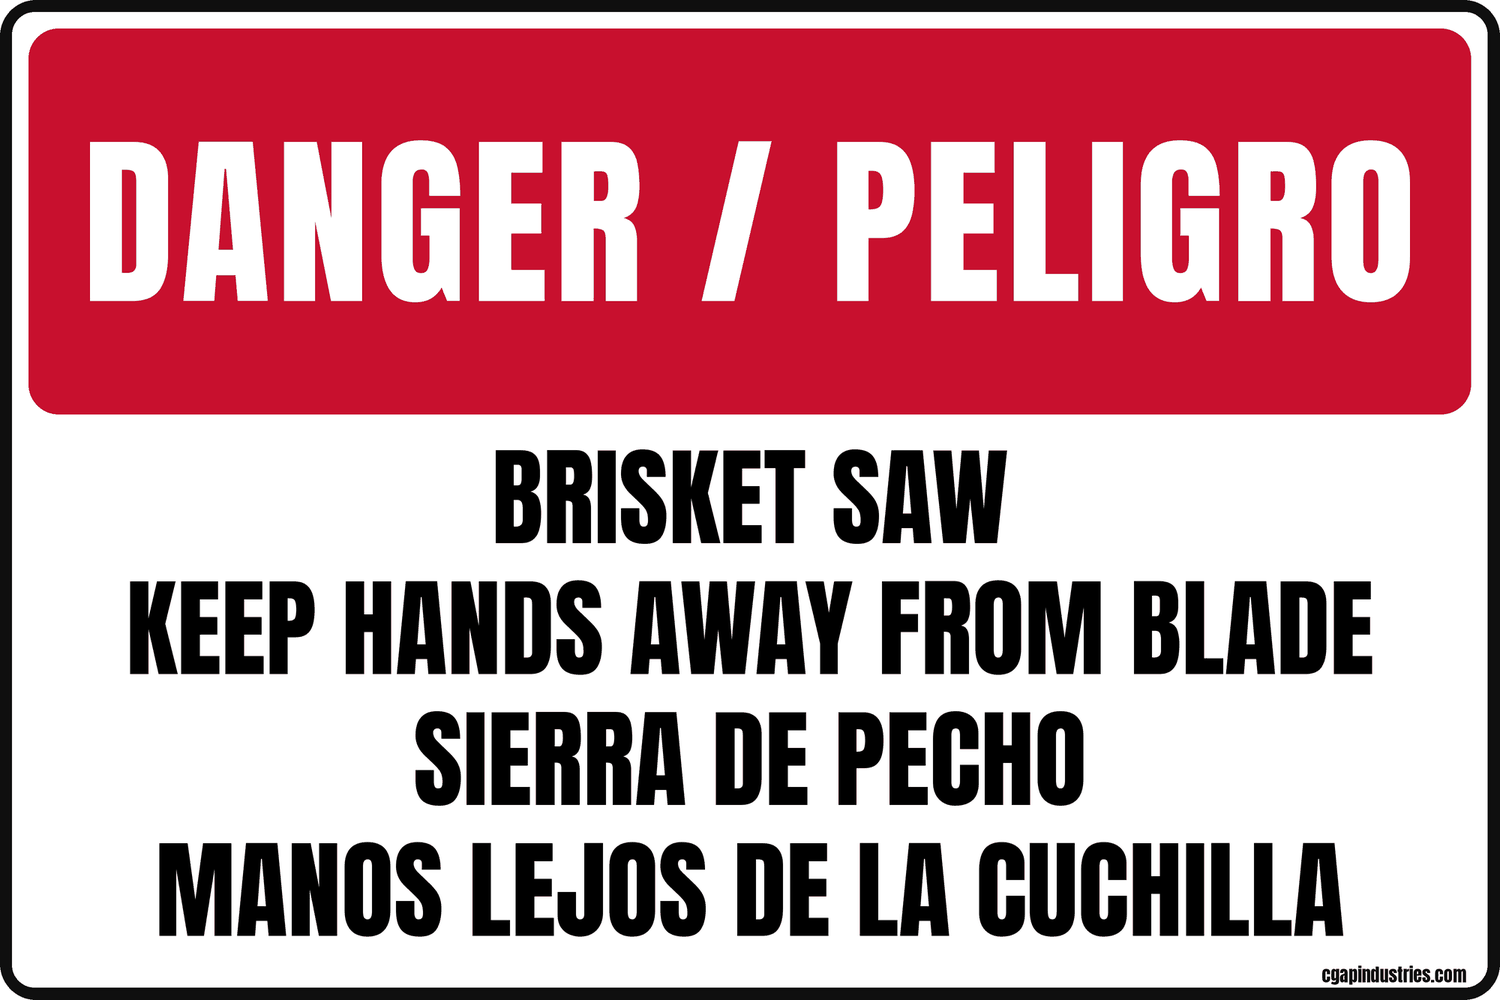 DANGER / PELIGRO
BRISKET SAW
KEEP HANDS AWAY FROM BLADE
SIERRA DE PECHO
MANOS LEJOS DE LA CUCHILLA
cgapindustries.com